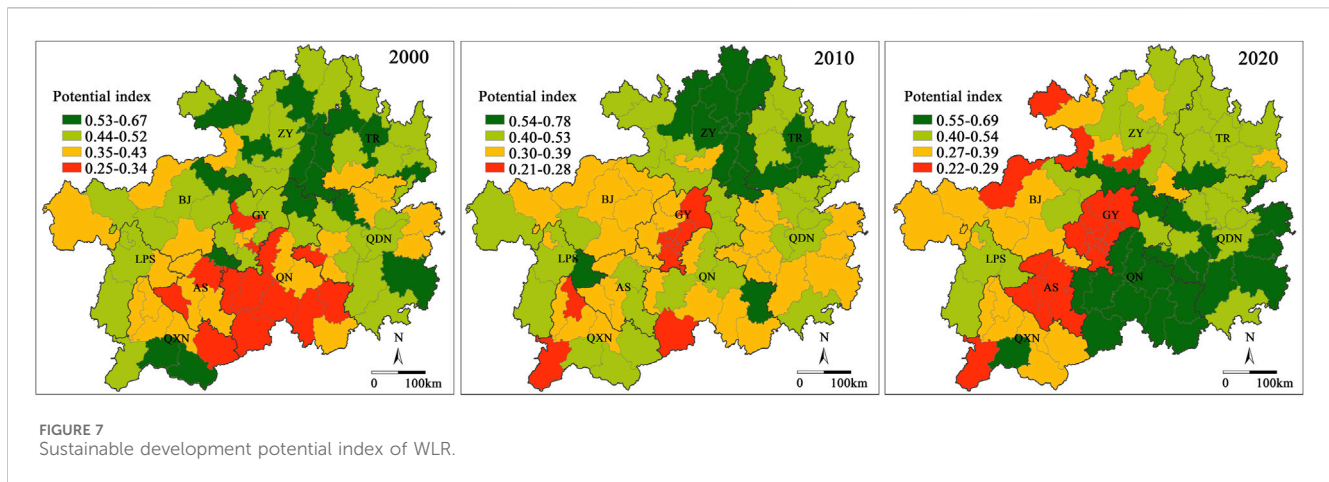 2000
Potential index
0.53-0.67
0.44-0.52
0.35-0.43
0.25-0.34
ZY
TR
BJ
GY
QDN
LPS
QN
AS
QXN
N
0 100km
2010
Potential index
0.54-0.78
0.40-0.53
0.30-0.39
0.21-0.28
ZY
TR
BJ
GY
QDN
LPS
QN
AS
QXN
N
0 100km
2020
Potential index
0.55-0.69
0.40-0.54
0.27-0.39
0.22-0.29
ZY
TR
BJ
GY
QDN
LPS
QN
AS
QXN
N
0 100km
FIGURE 7
Sustainable development potential index of WLR.